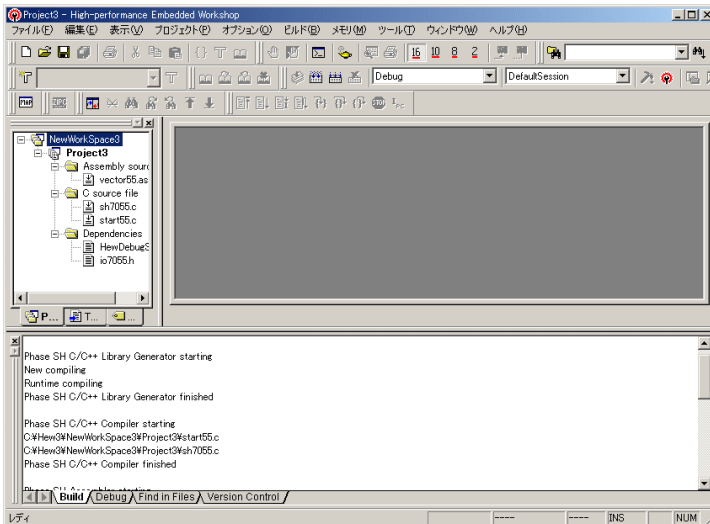 Project3 - High-performance Embedded Workshop
ファイル(F) 編集(E) 表示(V) プロジェクト(P) オプション(O) ビルド(B) メモリ(M) ツール(T) ウィンドウ(W) ヘルプ(H)
16 10 8 2
Debug DefaultSession
NewWorkSpace3
Project3
Assembly sour
vector55.as
C source file
sh7055.c
start55.c
Dependencies
HewDebugS
io7055.h
P... T... ...
Phase SH C/C++ Library Generator starting
New compiling
Runtime compiling
Phase SH C/C++ Library Generator finished
Phase SH C/C++ Compiler starting
C:¥Hew3¥NewWorkSpace3¥Project3¥start55.c
C:¥Hew3¥NewWorkSpace3¥Project3¥sh7055.c
Phase SH C/C++ Compiler finished
Phase SH Assembler starting
Build Debug Find in Files Version Control
レディ ---- ---- INS NUM